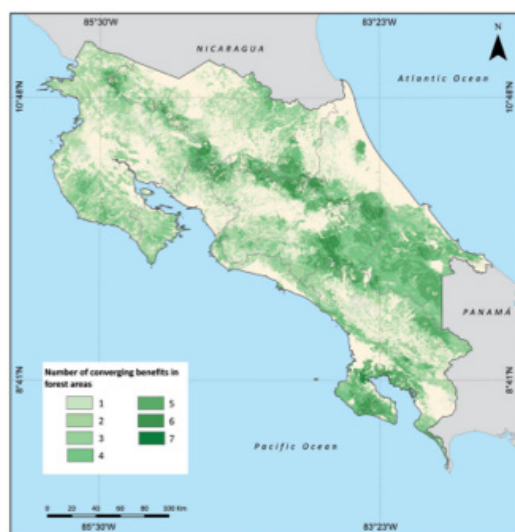 85°30'W
83°23'W
NICARAGUA
N
Atlantic Ocean
10°48'N
10°48'N
PANAMÁ
8°41'N
8°41'N
Number of converging benefits in
forest areas
1
5
2
6
3
7
4
Pacific Ocean
0 20 40 60 80 100 Km
85°30'W
83°23'W